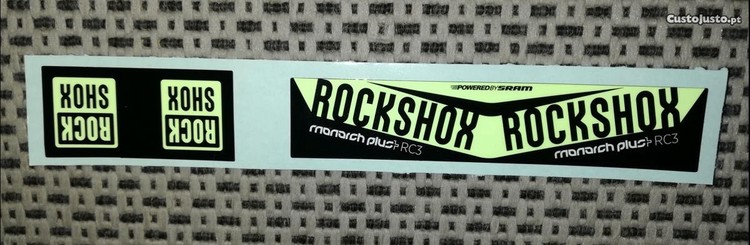 CustoJusto.pt
ROCK
SHOX
ROCK
SHOX
POWERED BY SRAM
ROCKSHOX
monarch plus RC3
ROCKSHOX
monarch plus RC3